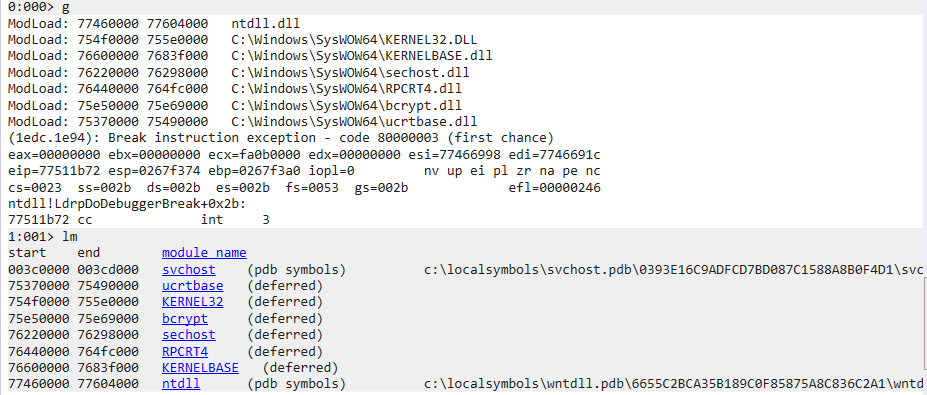 0:000> g
ModLoad: 77460000 77604000   ntdll.dll
ModLoad: 754f0000 755e0000   C:\Windows\SysWOW64\KERNEL32.DLL
ModLoad: 76600000 7683f000   C:\Windows\SysWOW64\KERNELBASE.dll
ModLoad: 76220000 76298000   C:\Windows\SysWOW64\sechost.dll
ModLoad: 76440000 764fc000   C:\Windows\SysWOW64\RPCRT4.dll
ModLoad: 75e50000 75e69000   C:\Windows\SysWOW64\bcrypt.dll
ModLoad: 75370000 75490000   C:\Windows\SysWOW64\ucrtbase.dll
(1edc.1e94): Break instruction exception - code 80000003 (first chance)
eax=00000000 ebx=00000000 ecx=fa0b0000 edx=00000000 esi=77466998 edi=7746691c
eip=77511b72 esp=0267f374 ebp=0267f3a0 iopl=0         nv up ei pl zr na pe nc
cs=0023  ss=002b  ds=002b  es=002b  fs=0053  gs=002b             efl=00000246
ntdll!LdrpDoDebuggerBreak+0x2b:
77511b72 cc              int     3
1:001> lm
start    end        module name
003c0000 003cd000   svchost    (pdb symbols)          c:\localsymbols\svchost.pdb\0393E16C9ADFCD7BD087C1588A8B0F4D1\svc
75370000 75490000   ucrtbase   (deferred)
754f0000 755e0000   KERNEL32   (deferred)
75e50000 75e69000   bcrypt     (deferred)
76220000 76298000   sechost    (deferred)
76440000 764fc000   RPCRT4     (deferred)
76600000 7683f000   KERNELBASE   (deferred)
77460000 77604000   ntdll      (pdb symbols)          c:\localsymbols\wntdll.pdb\6655C2BCA35B189C0F85875A8C836C2A1\wntd